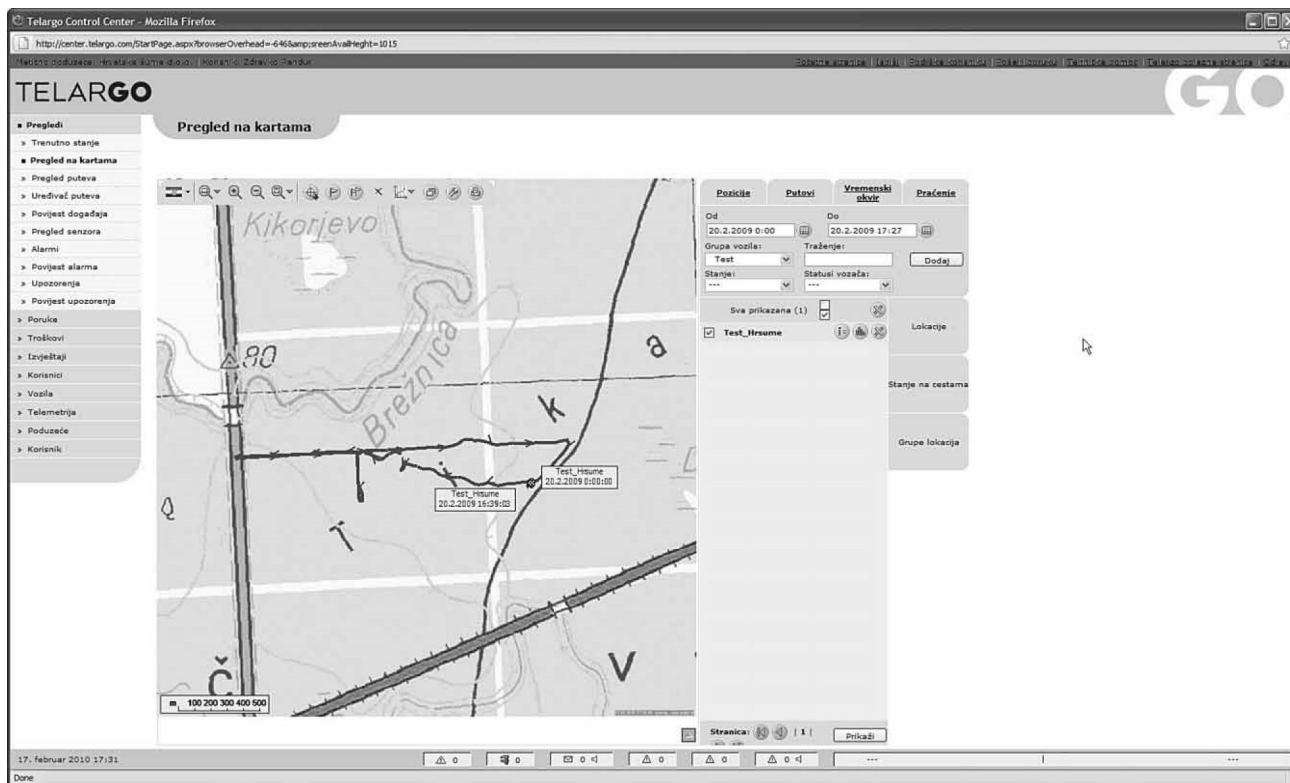 Telargo Control Center - Mozilla Firefox
http://center.telargo.com/StartPage.aspx?browserOverhead=-646&amp;sreenAvailHeght=1015
TELARGO
GO
Pregledi
Trenutno stanje
Pregled na kartama
Pregled puteva
Uređivač puteva
Povijest događaja
Pregled senzora
Alarmi
Povijest alarma
Upozorenja
Povijest upozorenja
Poruke
Troškovi
Izvještaji
Korisnici
Vozila
Telemetrija
Poduzeće
Korisnik
Pregled na kartama
Kikorjevo
80
Breznica
a
k
Test_Hrsume
20.2.2009 0:00:00
Test_Hrsume
20.2.2009 16:39:03
Q
i
j
V
Č
m 100 200 300 400 500
Pozicije
Putovi
Vremenski
okvir
Praćenje
Od
Do
20.2.2009 0:00
20.2.2009 17:27
Grupa vozila:
Traženje:
Test
Dodaj
Stanje:
Statusi vozača:
---
---
Sva prikazana (1)
Test_Hrsume
Lokacije
Stanje na cestama
Grupe lokacija
Stranica:
| 1 |
Prikaži
17. februar 2010 17:31
0
0
0
0
0
0
---
---
Done